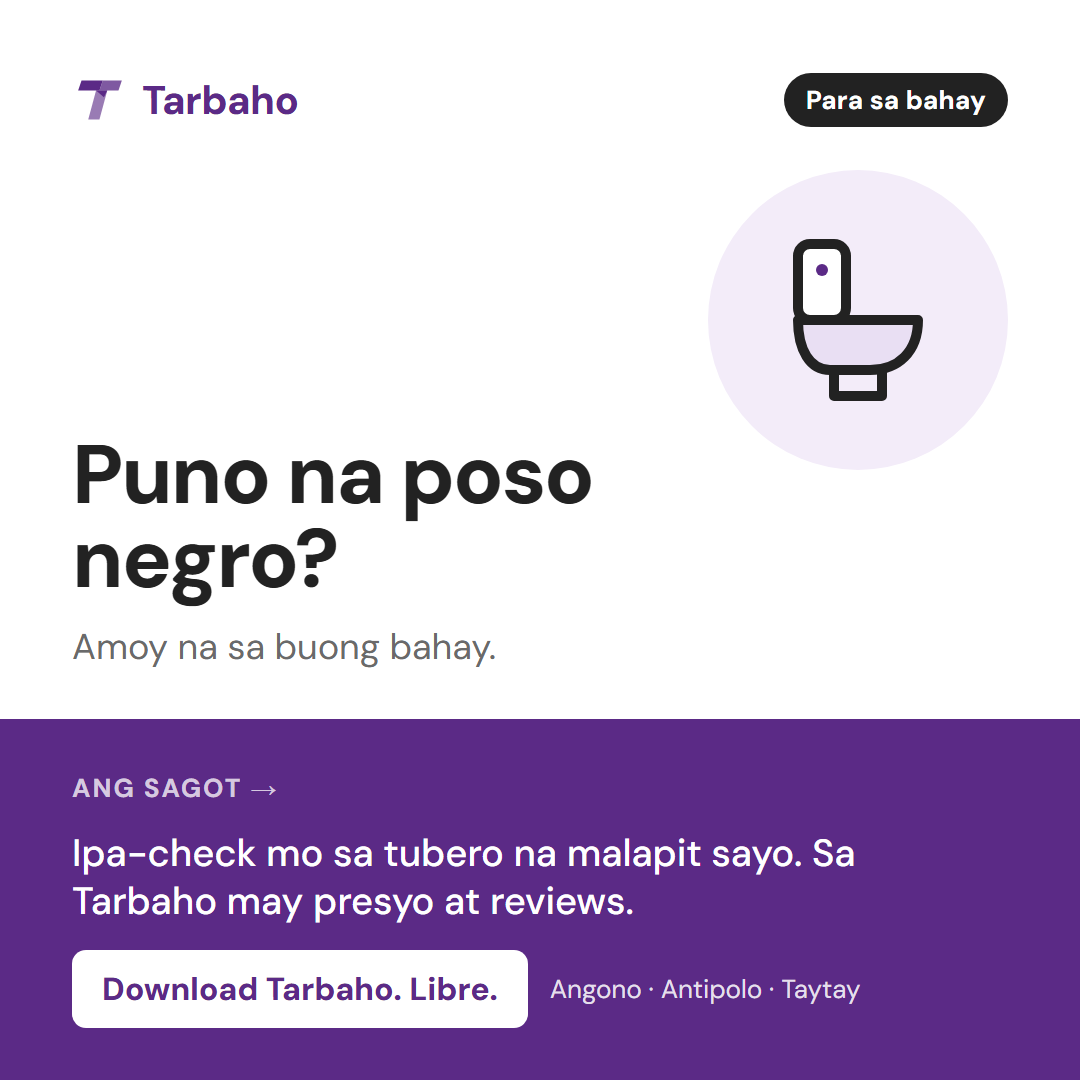 Tarbaho
Para sa bahay
Puno na poso
negro?
Amoy na sa buong bahay.
ANG SAGOT →
Ipa-check mo sa tubero na malapit sayo. Sa
Tarbaho may presyo at reviews.
Download Tarbaho. Libre.
Angono · Antipolo · Taytay